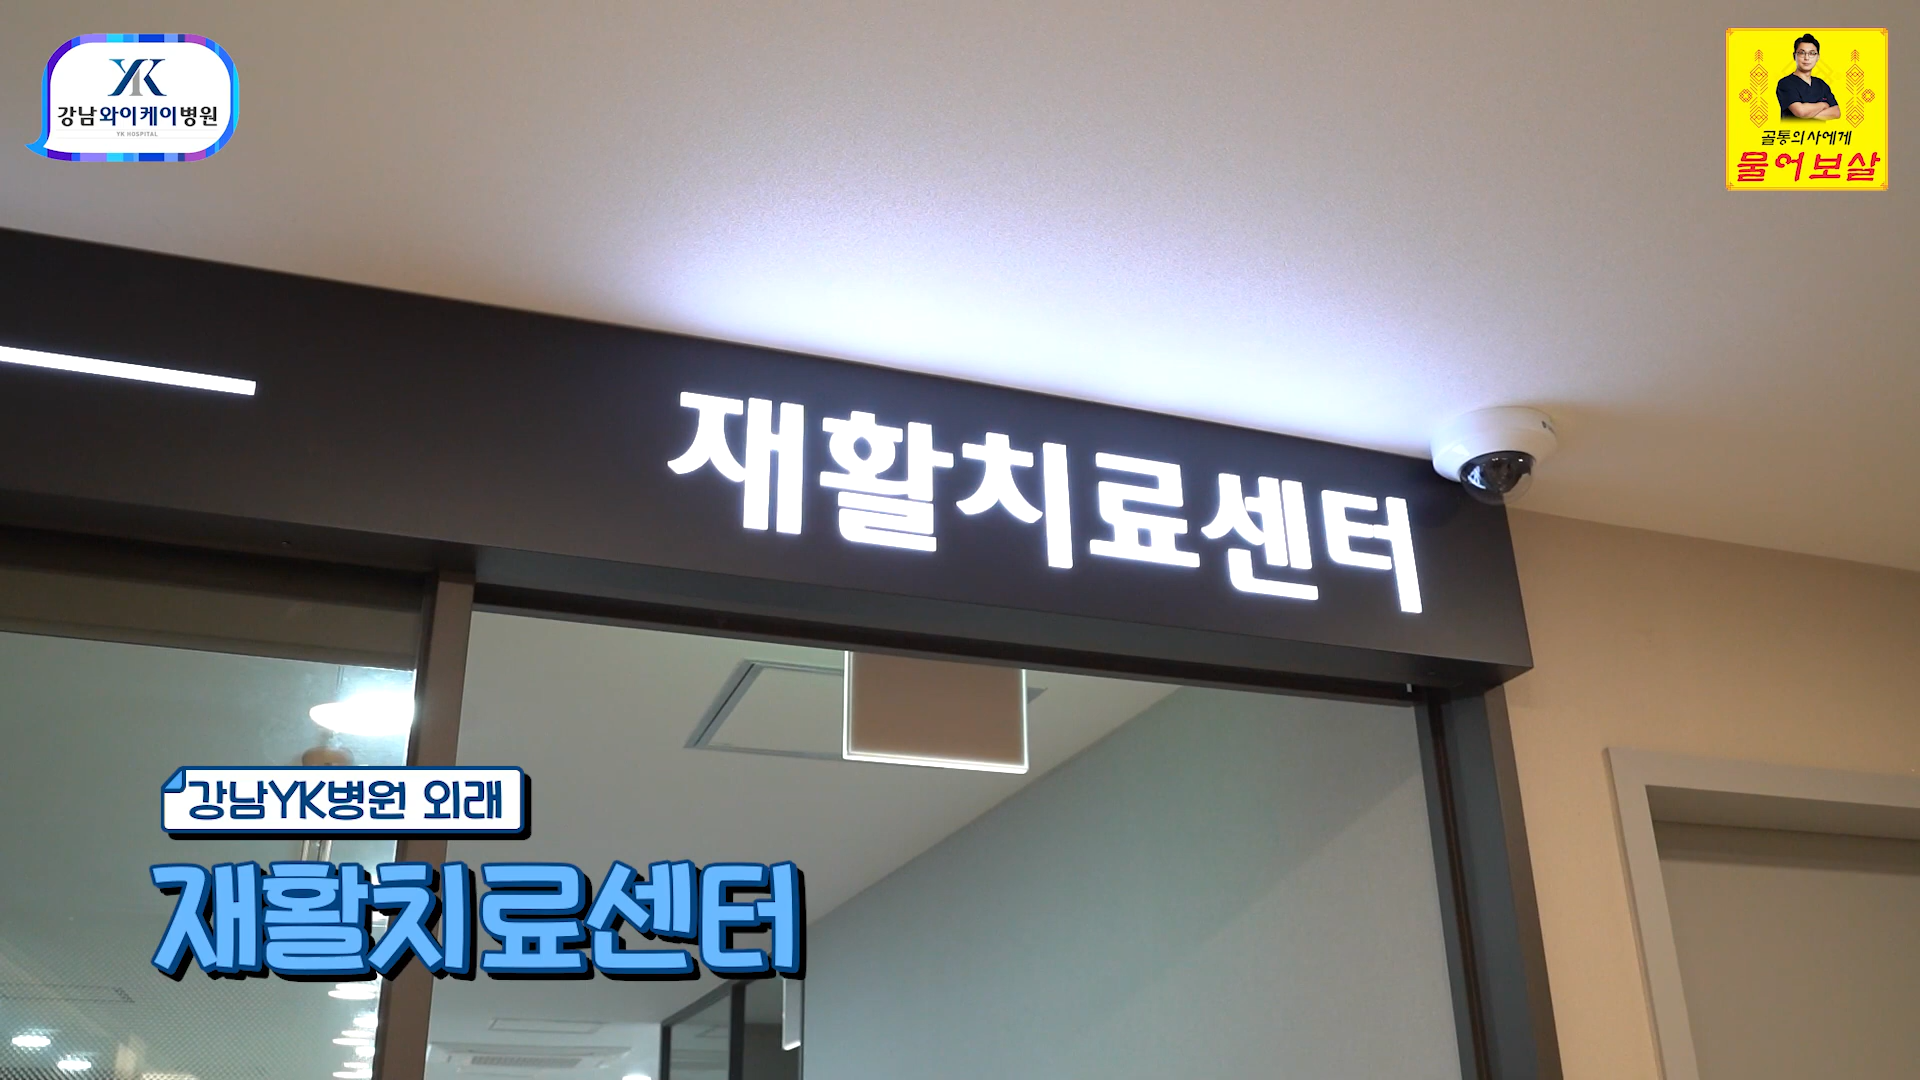 YK
강남와이케이병원
YK HOSPITAL
골통의사에게
물어보살
재활치료센터
강남YK병원 외래
재활치료센터